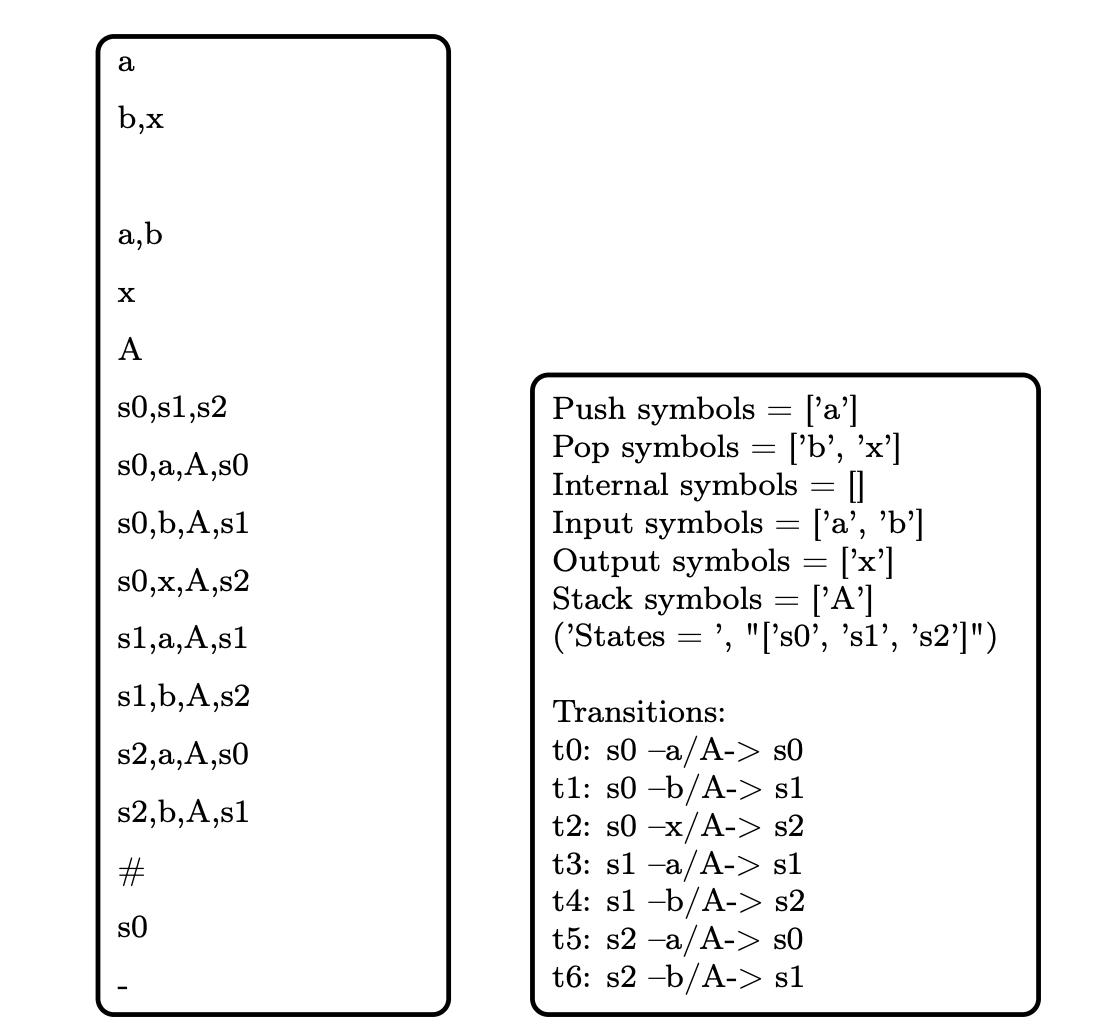 a
b,x
a,b
x
A
s0,s1,s2
s0,a,A,s0
s0,b,A,s1
s0,x,A,s2
s1,a,A,s1
s1,b,A,s2
s2,a,A,s0
s2,b,A,s1
#
s0
-
Push symbols = [’a’]
Pop symbols = [’b’, ’x’]
Internal symbols = []
Input symbols = [’a’, ’b’]
Output symbols = [’x’]
Stack symbols = [’A’]
(’States = ’, "[’s0’, ’s1’, ’s2’]")
Transitions:
t0: s0 –a/A-> s0
t1: s0 –b/A-> s1
t2: s0 –x/A-> s2
t3: s1 –a/A-> s1
t4: s1 –b/A-> s2
t5: s2 –a/A-> s0
t6: s2 –b/A-> s1